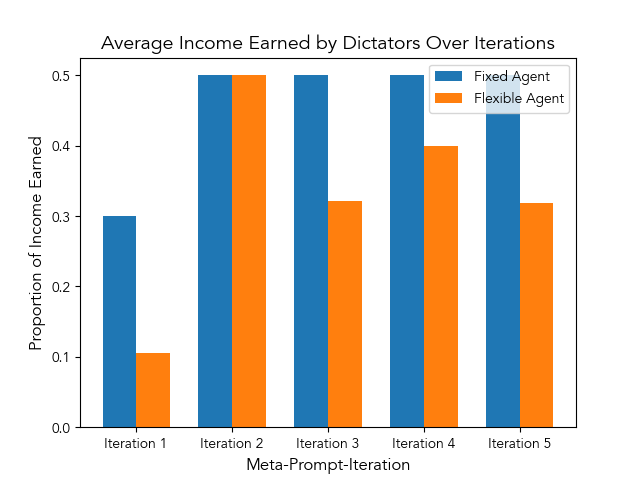 Average Income Earned by Dictators Over Iterations
Fixed Agent
Flexible Agent
Proportion of Income Earned
0.5
0.4
0.3
0.2
0.1
0.0
Iteration 1
Iteration 2
Iteration 3
Iteration 4
Iteration 5
Meta-Prompt-Iteration